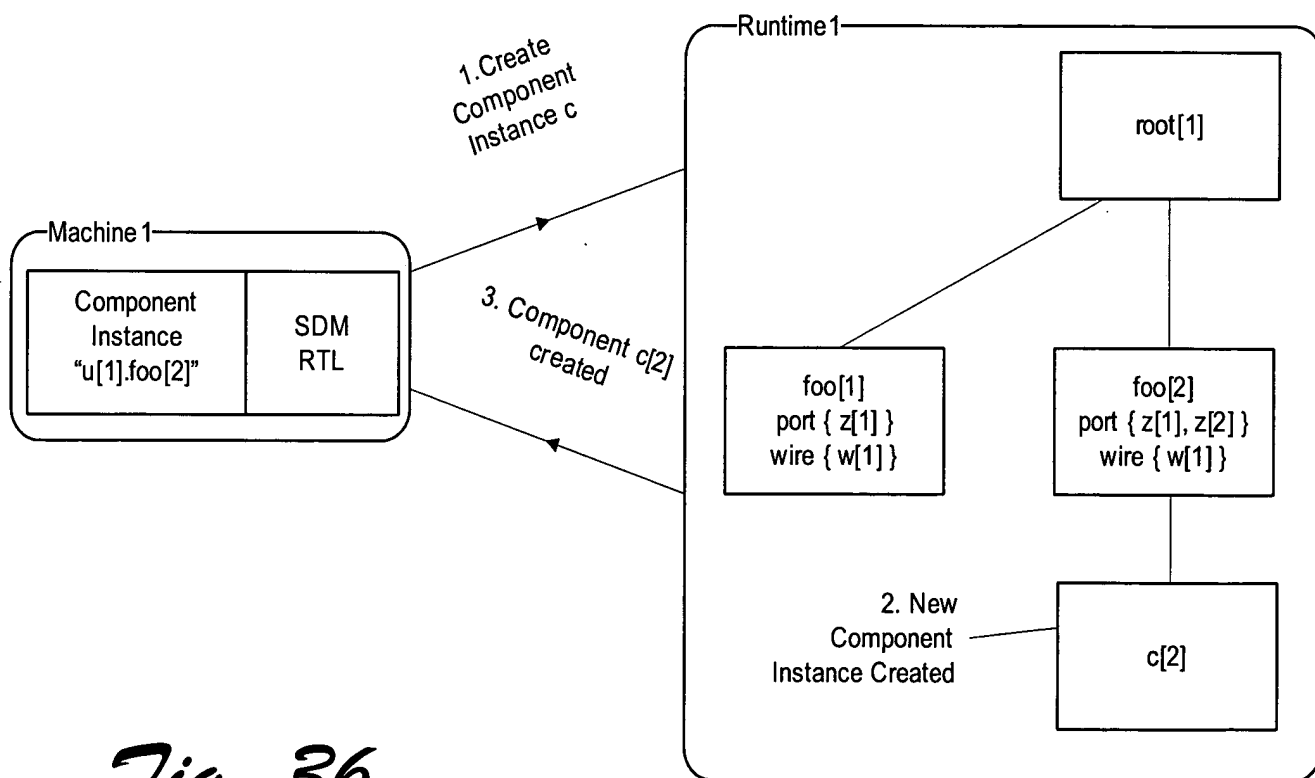 Runtime1
1.Create
Component
Instance c
root[1]
Machine1
Component
Instance
“u[1].foo[2]”
SDM
RTL
3. Component c[2]
created
foo[1]
port { z[1] }
wire { w[1] }
foo[2]
port { z[1], z[2] }
wire { w[1] }
2. New
Component
Instance Created
c[2]
Fig. 36